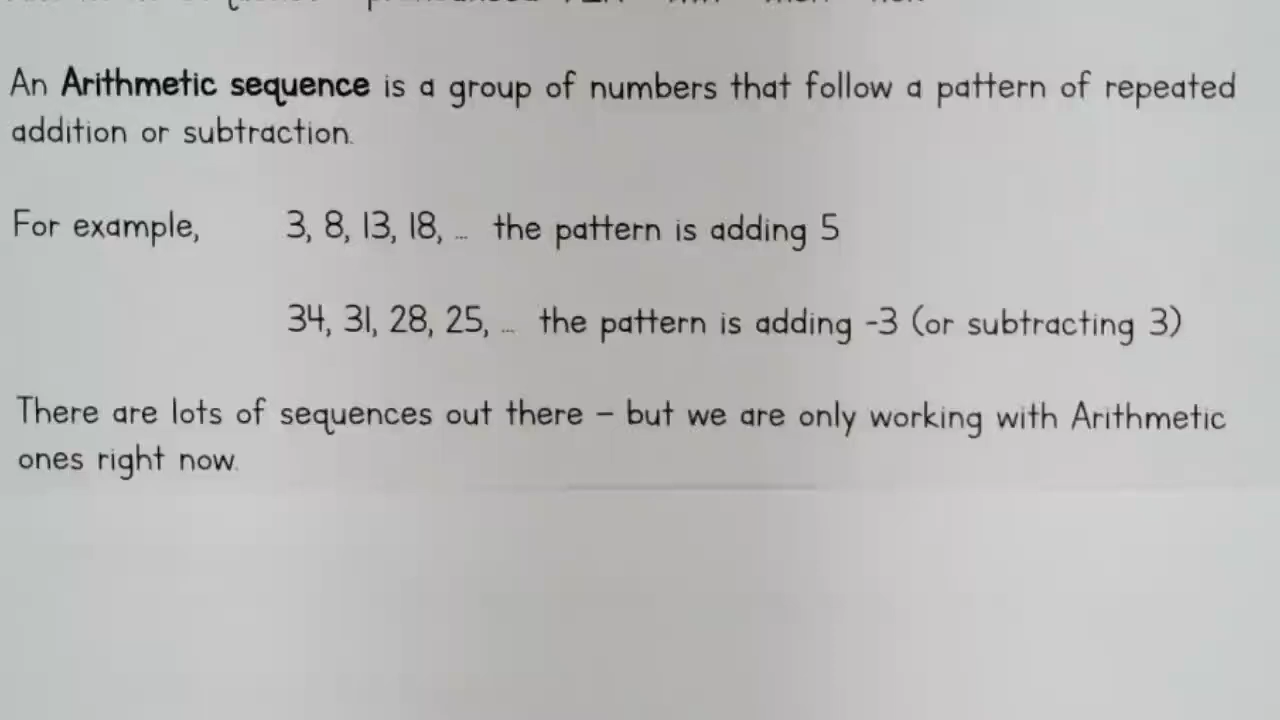 An Arithmetic sequence is a group of numbers that follow a pattern of repeated
addition or subtraction.
For example, 3, 8, 13, 18, ... the pattern is adding 5
34, 31, 28, 25, ... the pattern is adding -3 (or subtracting 3)
There are lots of sequences out there – but we are only working with Arithmetic
ones right now.